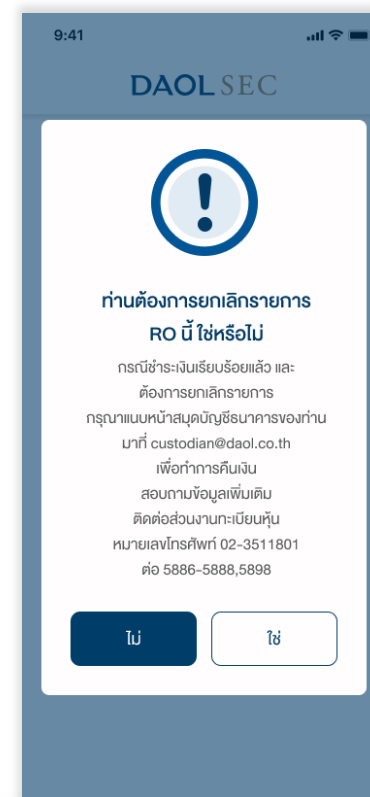 9:41
DAOL SEC
ท่านต้องการยกเลิกรายการ
RO นี้ ใช่หรือไม่
กรณีชำระเงินเรียบร้อยแล้ว และ
ต้องการยกเลิกรายการ
กรุณาแนบหน้าสมุดบัญชีธนาคารของท่าน
มาที่ custodian@daol.co.th
เพื่อทำการคืนเงิน
สอบถามข้อมูลเพิ่มเติม
ติดต่อส่วนงานทะเบียนหุ้น
หมายเลขโทรศัพท์ 02-3511801
ต่อ 5886-5888,5898
ไม่ ใช่